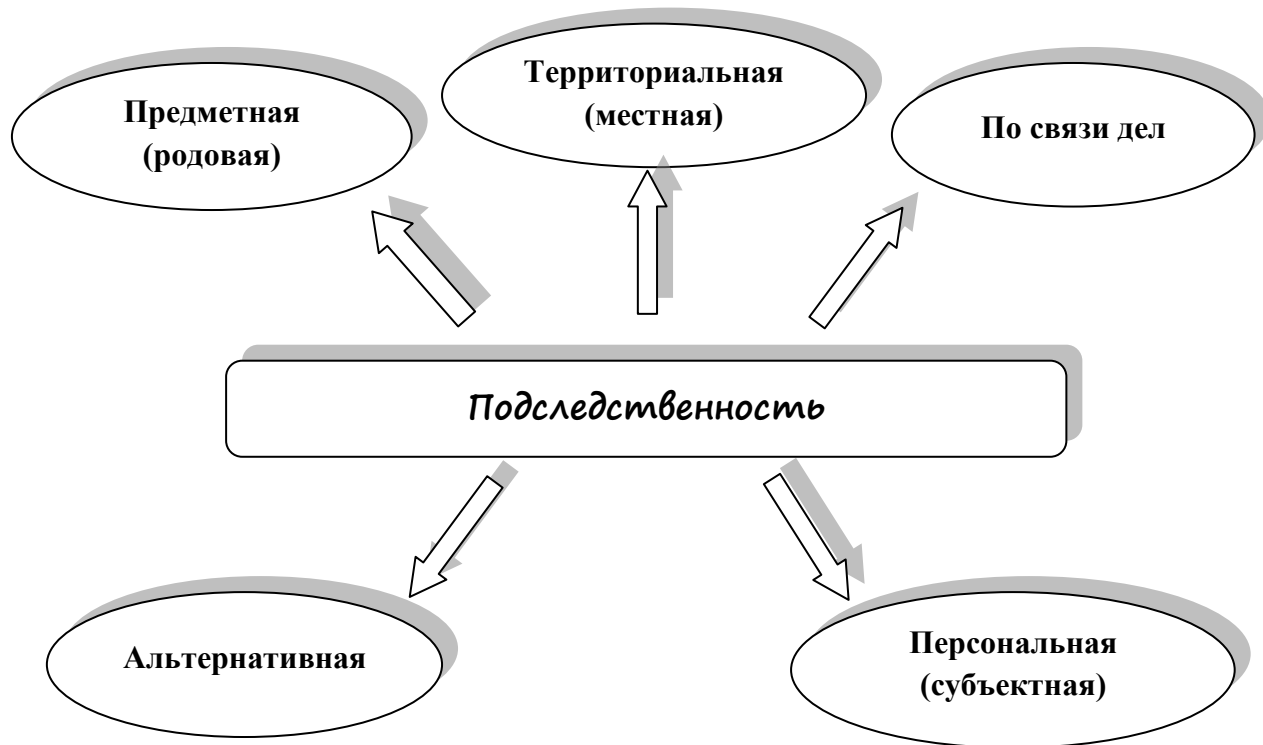 Предметная
(родовая)
Территориальная
(местная)
По связи дел
Подследственность
Альтернативная
Персональная
(субъектная)